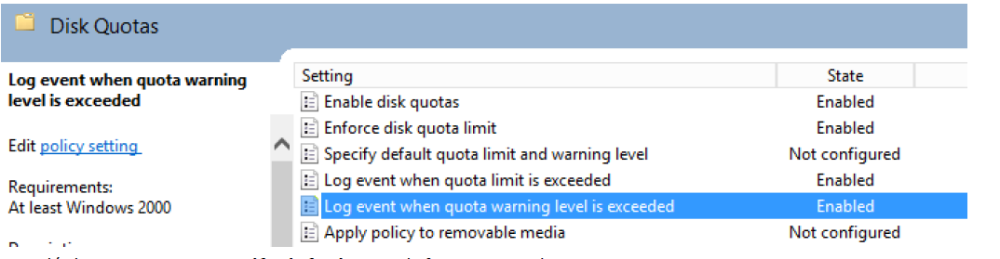 Disk Quotas
Log event when quota warning
level is exceeded
Edit policy setting
Requirements:
At least Windows 2000
Setting State
Enable disk quotas Enabled
Enforce disk quota limit Enabled
Specify default quota limit and warning level Not configured
Log event when quota limit is exceeded Enabled
Log event when quota warning level is exceeded Enabled
Apply policy to removable media Not configured